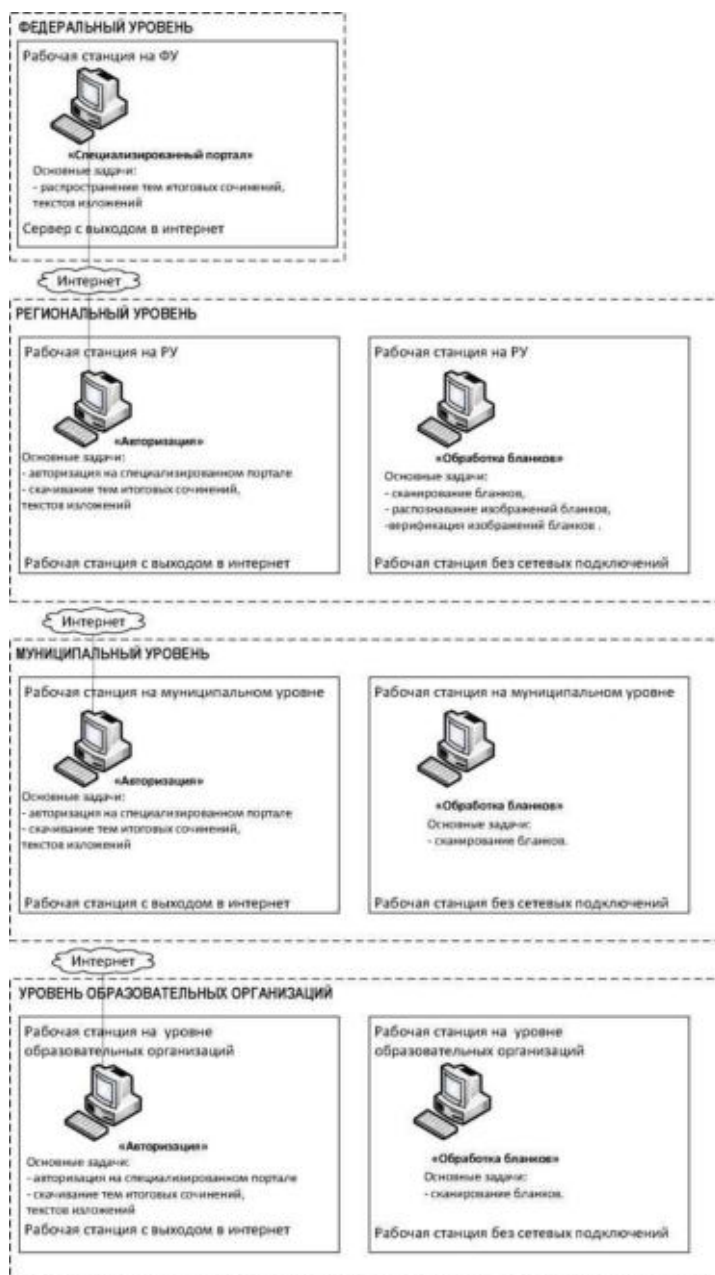 ФЕДЕРАЛЬНЫЙ УРОВЕНЬ
Рабочая станция на ФУ
«Специализированный портал»
Основные задачи:
- распространение тем итоговых сочинений,
текстов изложений
Сервер с выходом в интернет
Интернет
РЕГИОНАЛЬНЫЙ УРОВЕНЬ
Рабочая станция на РУ
«Авторизация»
Основные задачи:
- авторизация на специализированном портале
- скачивание тем итоговых сочинений,
текстов изложений
Рабочая станция с выходом в интернет
Рабочая станция на РУ
«Обработка бланков»
Основные задачи:
- сканирование бланков,
- распознавание изображений бланков,
-верификация изображений бланков .
Рабочая станция без сетевых подключений
Интернет
МУНИЦИПАЛЬНЫЙ УРОВЕНЬ
Рабочая станция на муниципальном уровне
«Авторизация»
Основные задачи:
- авторизация на специализированном портале
- скачивание тем итоговых сочинений,
текстов изложений
Рабочая станция с выходом в интернет
Рабочая станция на муниципальном уровне
«Обработка бланков»
Основные задачи:
- сканирование бланков.
Рабочая станция без сетевых подключений
Интернет
УРОВЕНЬ ОБРАЗОВАТЕЛЬНЫХ ОРГАНИЗАЦИЙ
Рабочая станция на уровне
образовательных организаций
«Авторизация»
Основные задачи:
- авторизация на специализированном портале
- скачивание тем итоговых сочинений,
текстов изложений
Рабочая станция с выходом в интернет
Рабочая станция на уровне
образовательных организаций
«Обработка бланков»
Основные задачи:
- сканирование бланков.
Рабочая станция без сетевых подключений